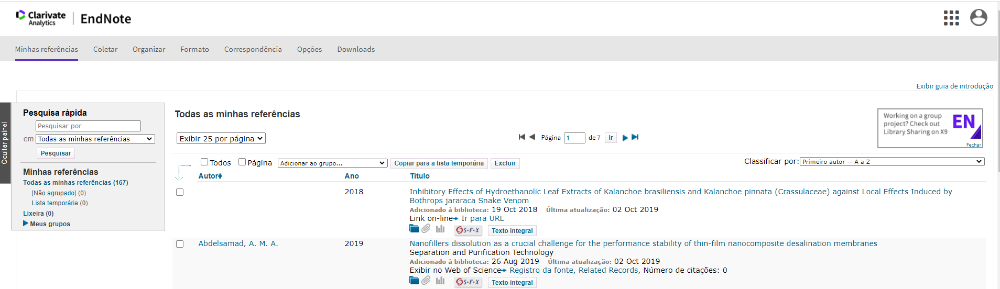 Clarivate
Analytics
EndNote
Minhas referências Coletar Organizar Formato Correspondência Opções Downloads
Exibir guia de introdução
Ocultar painel
Pesquisa rápida
Pesquisar por
em Todas as minhas referências
Pesquisar
Minhas referências
Todas as minhas referências (167)
[Não agrupado] (0)
Lista temporária (0)
Lixeira (0)
Meus grupos
Todas as minhas referências
Exibir 25 por página
Página 1 de 7 Ir
Working on a group
project? Check out
Library Sharing on X9
EN
Fechar
Todos Página Adicionar ao grupo... Copiar para a lista temporária Excluir
Classificar por: Primeiro autor -- A a Z
Autor Ano Título
2018 Inhibitory Effects of Hydroethanolic Leaf Extracts of Kalanchoe brasiliensis and Kalanchoe pinnata (Crassulaceae) against Local Effects Induced by
Bothrops jararaca Snake Venom
Adicionado à biblioteca: 19 Oct 2018 Última atualização: 02 Oct 2019
Link on-line Ir para URL
S·F·X Texto integral
Abdelsamad, A. M. A. 2019 Nanofillers dissolution as a crucial challenge for the performance stability of thin-film nanocomposite desalination membranes
Separation and Purification Technology
Adicionado à biblioteca: 26 Aug 2019 Última atualização: 02 Oct 2019
Exibir no Web of Science Registro da fonte, Related Records, Número de citações: 0
S·F·X Texto integral